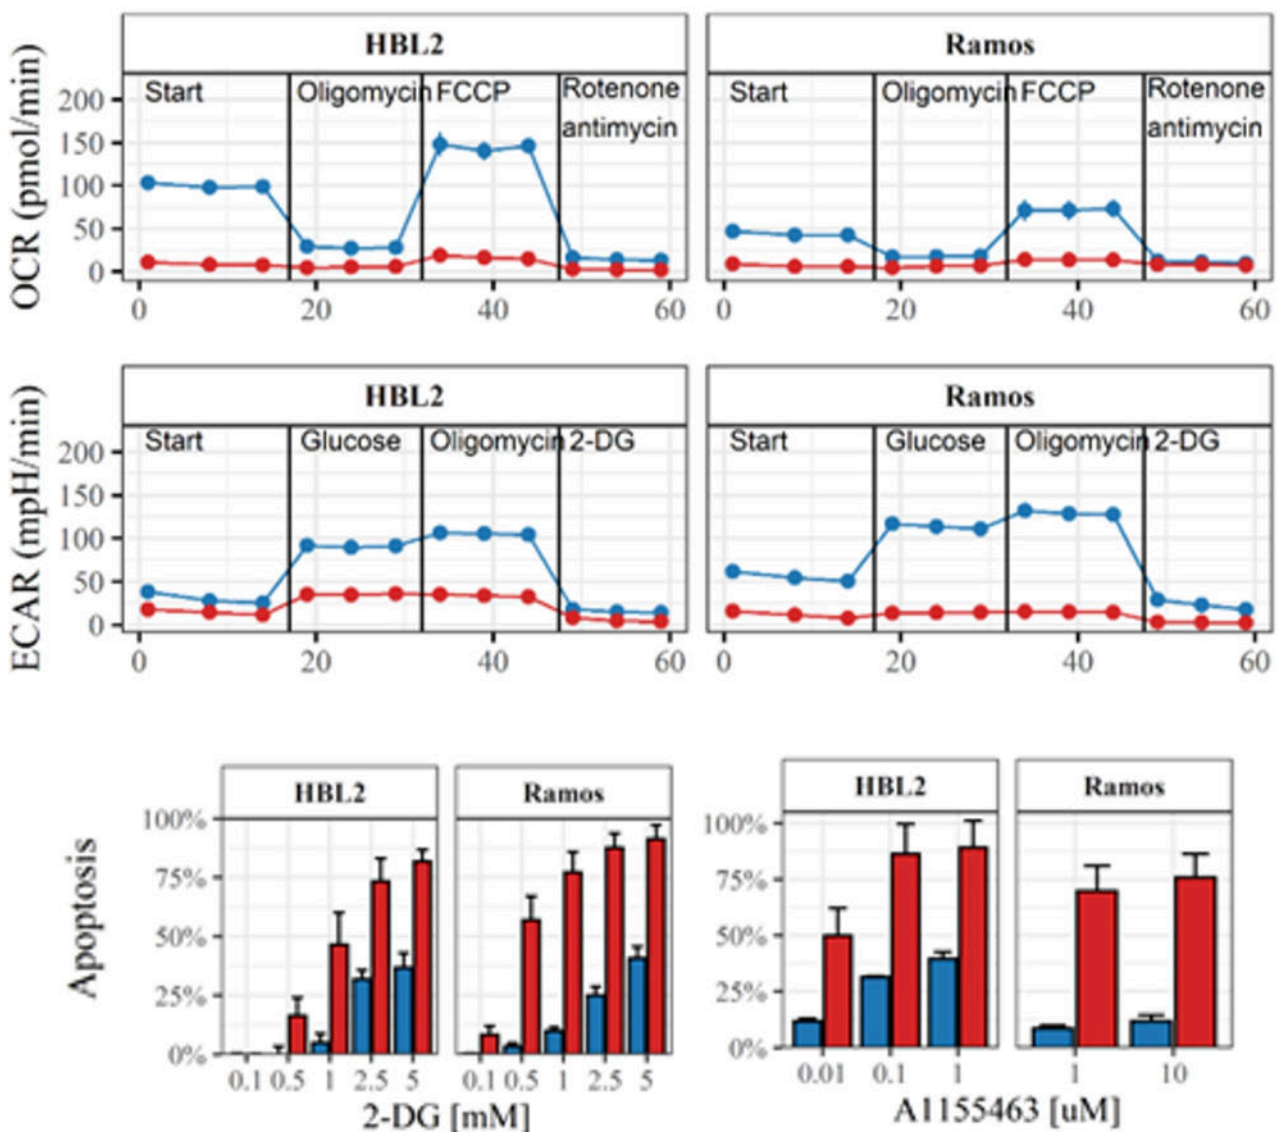 HBL2 Ramos
OCR (pmol/min)
Start Oligomycin FCCP Rotenone antimycin
Start Oligomycin FCCP Rotenone antimycin
200
150
100
50
0
0 20 40 60
0 20 40 60
HBL2 Ramos
ECAR (mpH/min)
Start Glucose Oligomycin 2-DG
Start Glucose Oligomycin 2-DG
200
150
100
50
0
0 20 40 60
0 20 40 60
HBL2 Ramos
Apoptosis
100%
75%
50%
25%
0%
0.1 0.5 1 2.5 5
0.1 0.5 1 2.5 5
2-DG [mM]
HBL2 Ramos
100%
75%
50%
25%
0%
0.01 0.1 1
1 10
A1155463 [uM]